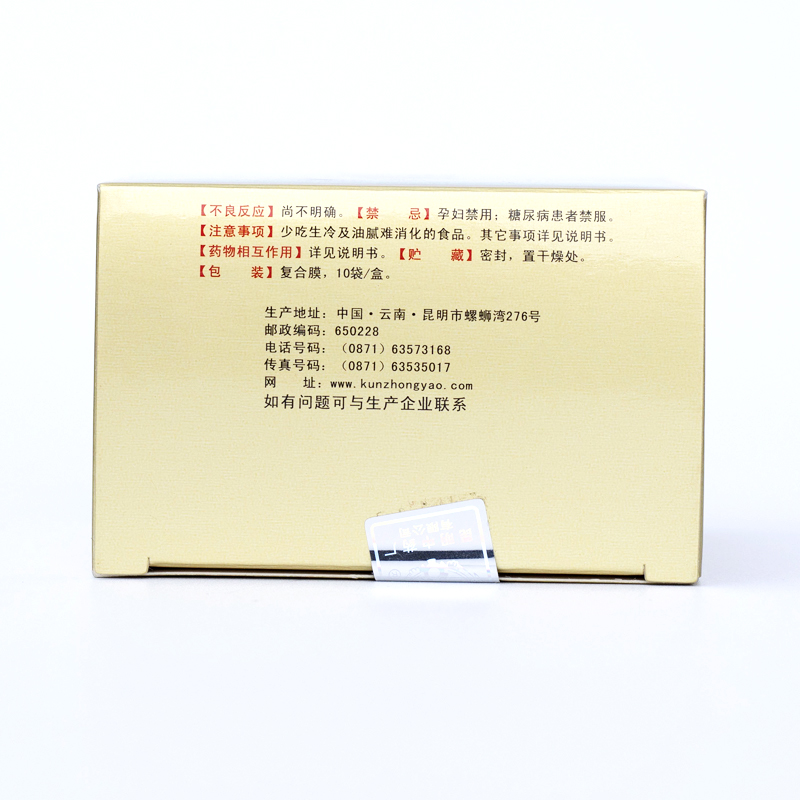 【不良反应】尚不明确。【禁 忌】孕妇禁用；糖尿病患者禁服。
【注意事项】少吃生冷及油腻难消化的食品。其它事项详见说明书。
【药物相互作用】详见说明书。【贮 藏】密封，置干燥处。
【包 装】复合膜，10袋/盒。
生产地址：中国·云南·昆明市螺蛳湾276号
邮政编码：650228
电话号码：（0871）63573168
传真号码：（0871）63535017
网 址：www.kunzhongyao.com
如有问题可与生产企业联系